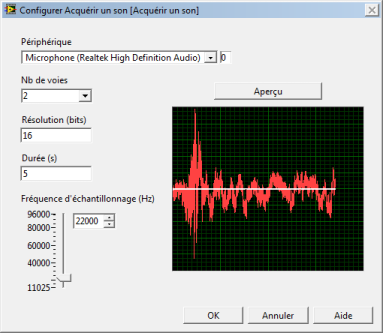 Configurer Acquérir un son [Acquérir un son]
Périphérique
Microphone (Realtek High Definition Audio) 0
Nb de voies
2
Aperçu
Résolution (bits)
16
Durée (s)
5
Fréquence d'échantillonnage (Hz)
96000
80000
22000
60000
40000
11025
OK Annuler Aide